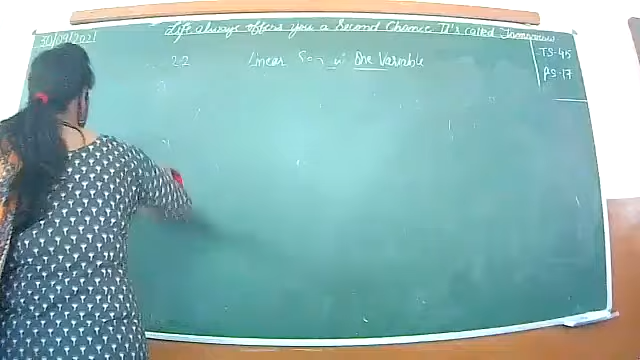 Life always offers you a Second Chance It's called Tomorrow
30/09/2021
2.2 Linear Eqn in One Variable
TS-45
PS-17